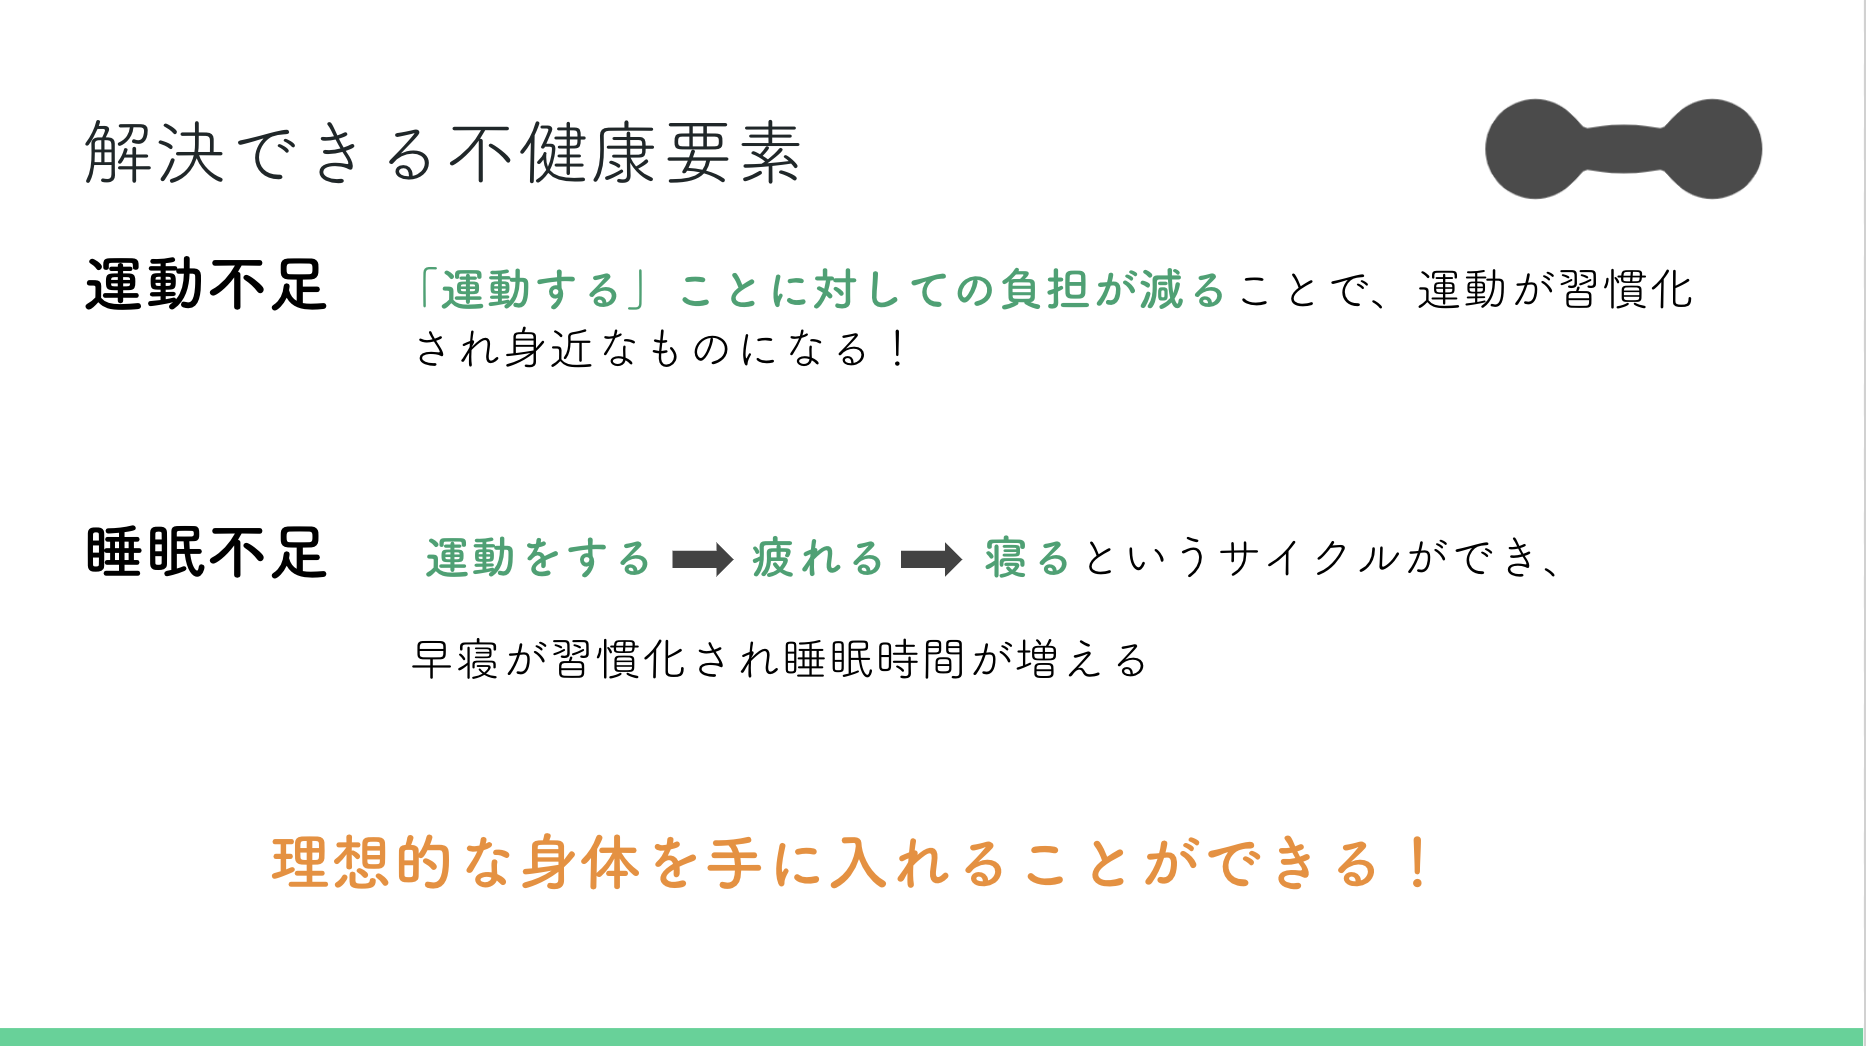 解決できる不健康要素
運動不足
「運動する」ことに対しての負担が減ることで、運動が習慣化
され身近なものになる！
睡眠不足
運動をする ➡ 疲れる ➡ 寝るというサイクルができ、
早寝が習慣化され睡眠時間が増える
理想的な身体を手に入れることができる！